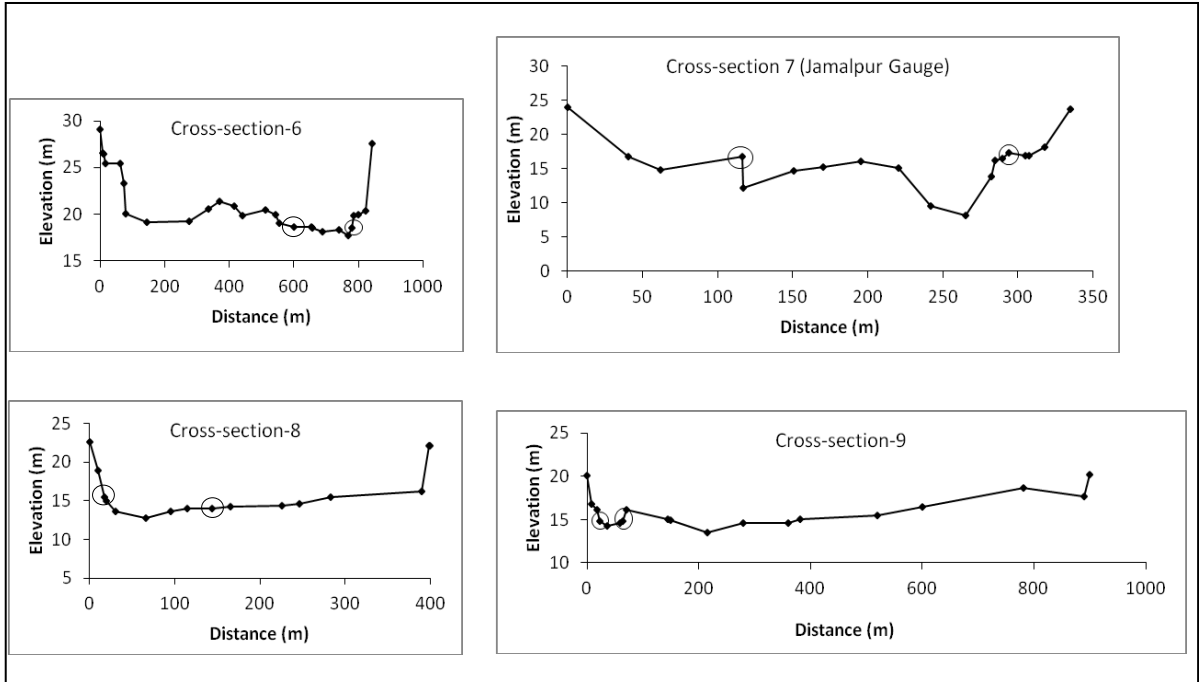 Cross-section-6
Elevation (m)
30
25
20
15
0 200 400 600 800 1000
Distance (m)
Cross-section 7 (Jamalpur Gauge)
Elevation (m)
30
25
20
15
10
5
0
0 50 100 150 200 250 300 350
Distance (m)
Cross-section-8
Elevation (m)
25
20
15
10
5
0 100 200 300 400
Distance (m)
Cross-section-9
Elevation (m)
25
20
15
10
0 200 400 600 800 1000
Distance (m)